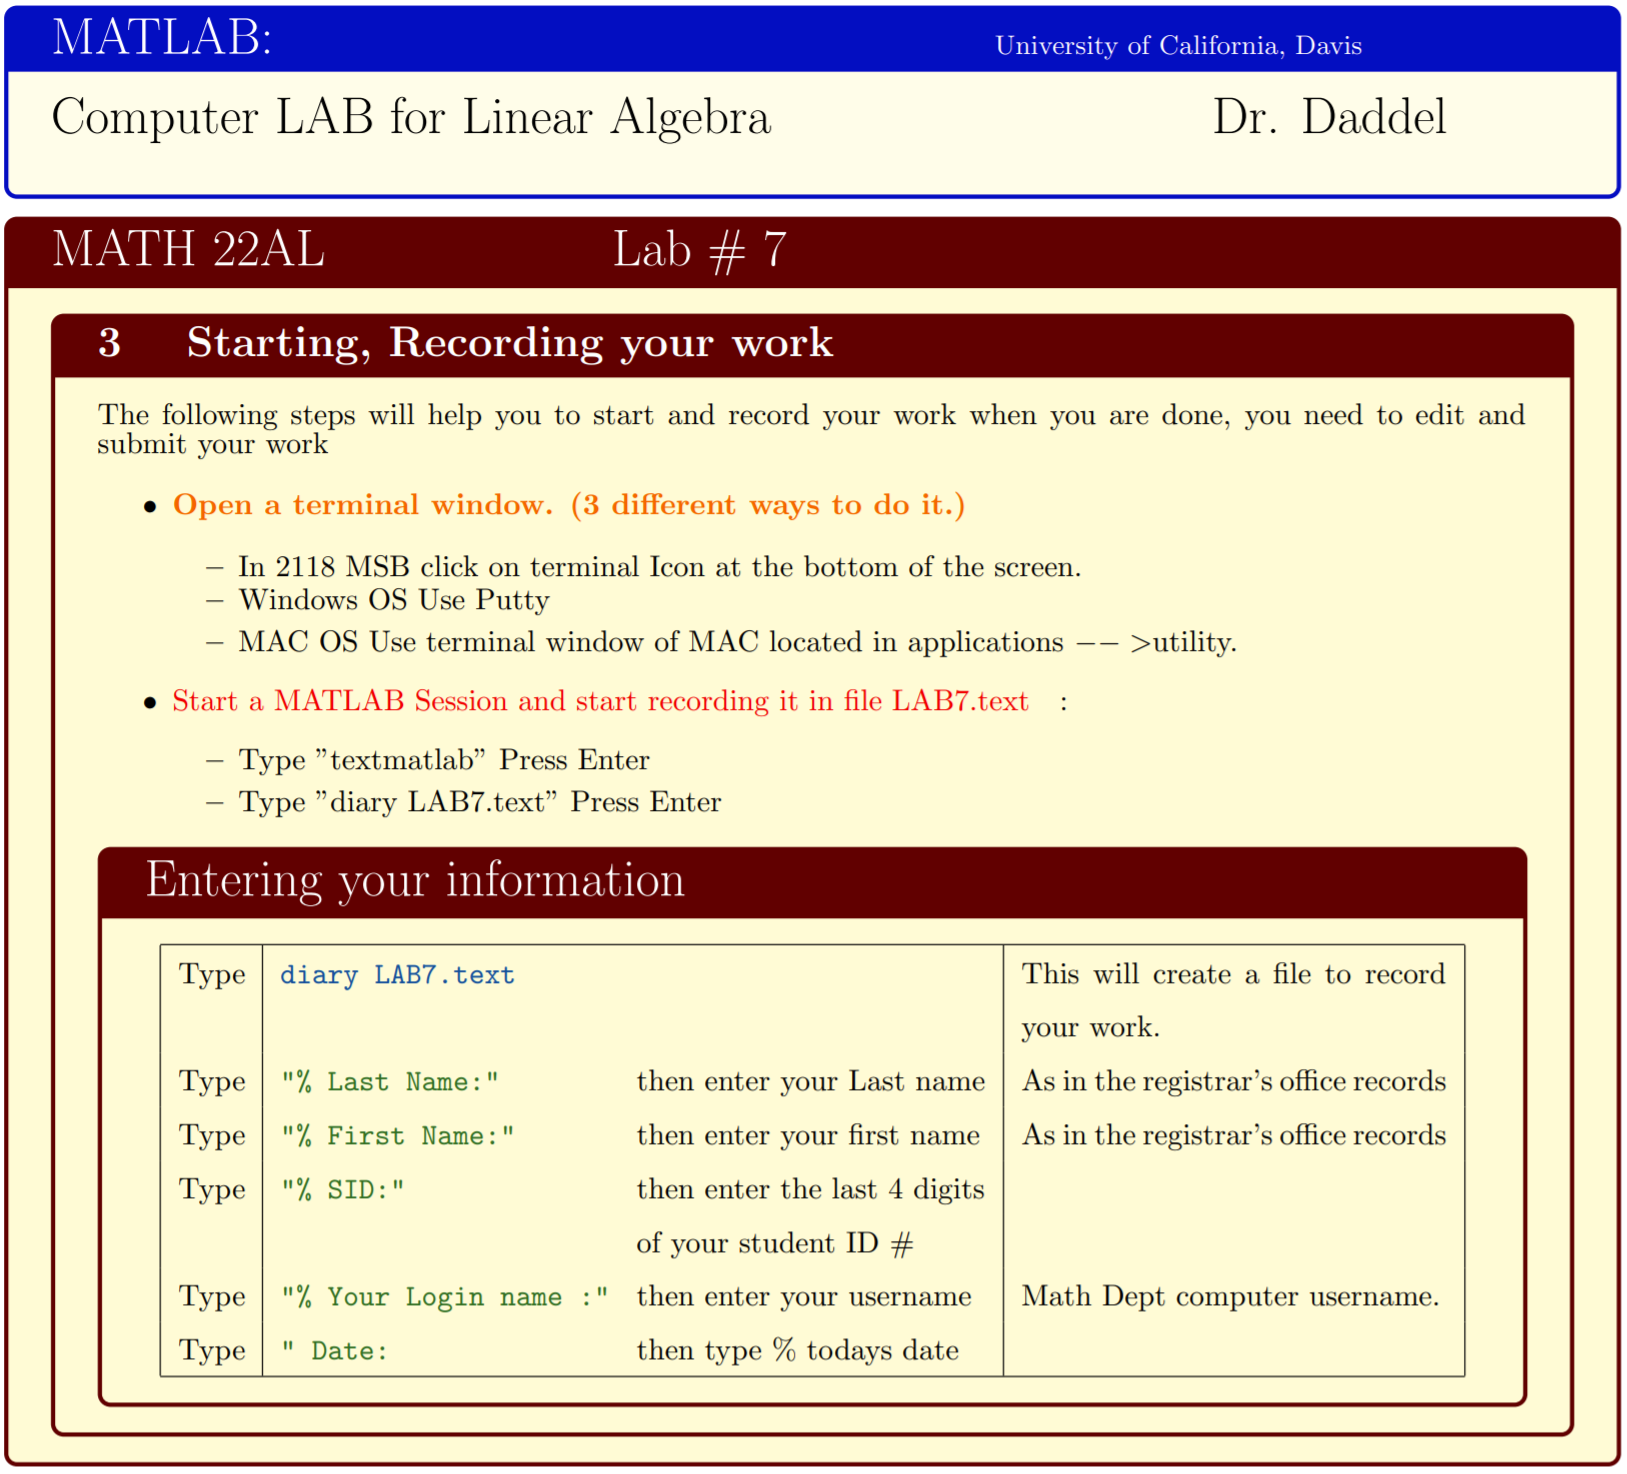 MATLAB: University of California, Davis
Computer LAB for Linear Algebra Dr. Daddel
MATH 22AL Lab # 7
3 Starting, Recording your work
The following steps will help you to start and record your work when you are done, you need to edit and
submit your work
• Open a terminal window. (3 different ways to do it.)
– In 2118 MSB click on terminal Icon at the bottom of the screen.
– Windows OS Use Putty
– MAC OS Use terminal window of MAC located in applications −− >utility.
• Start a MATLAB Session and start recording it in file LAB7.text :
– Type ”textmatlab” Press Enter
– Type ”diary LAB7.text” Press Enter
Entering your information
Type diary LAB7.text This will create a file to record
your work.
Type "% Last Name:" then enter your Last name As in the registrar's office records
Type "% First Name:" then enter your first name As in the registrar's office records
Type "% SID:" then enter the last 4 digits
of your student ID #
Type "% Your Login name :" then enter your username Math Dept computer username.
Type " Date: then type % todays date